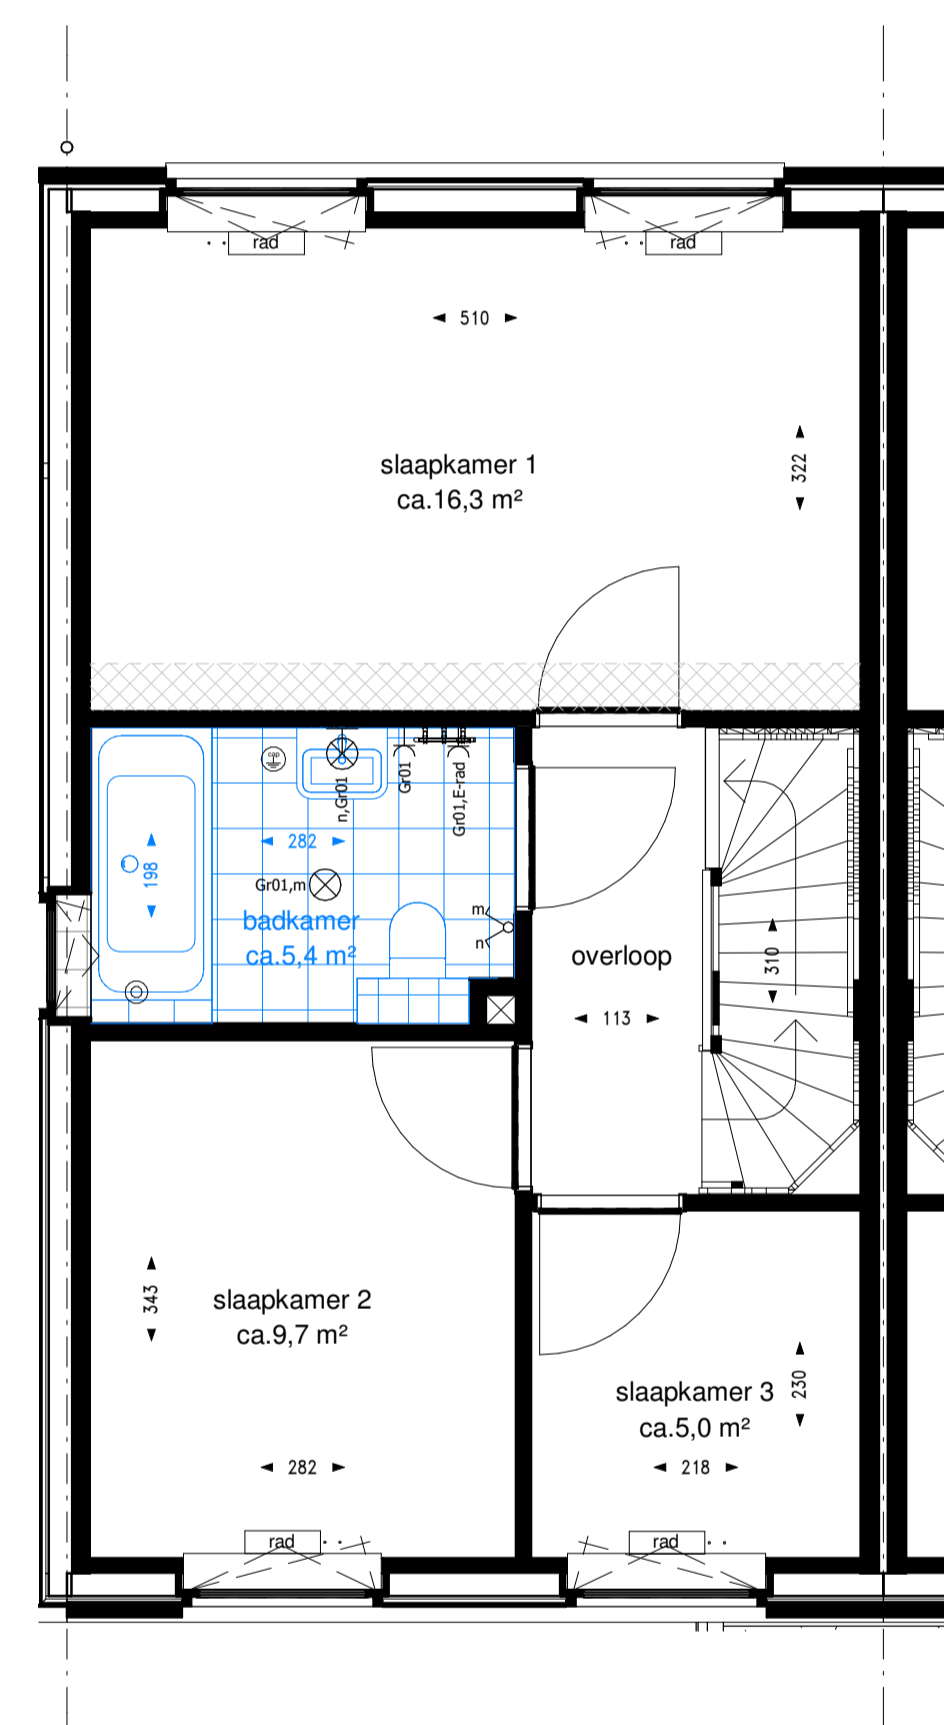 rad
rad
510
322
slaapkamer 1
ca.16,3 m²
cap
n,Gr01
Gr01
Gr01,E-rad
282
198
Gr01,m
badkamer
ca.5,4 m²
m
n
overloop
310
113
343
slaapkamer 2
ca.9,7 m²
slaapkamer 3
ca.5,0 m²
230
282
218
rad
rad